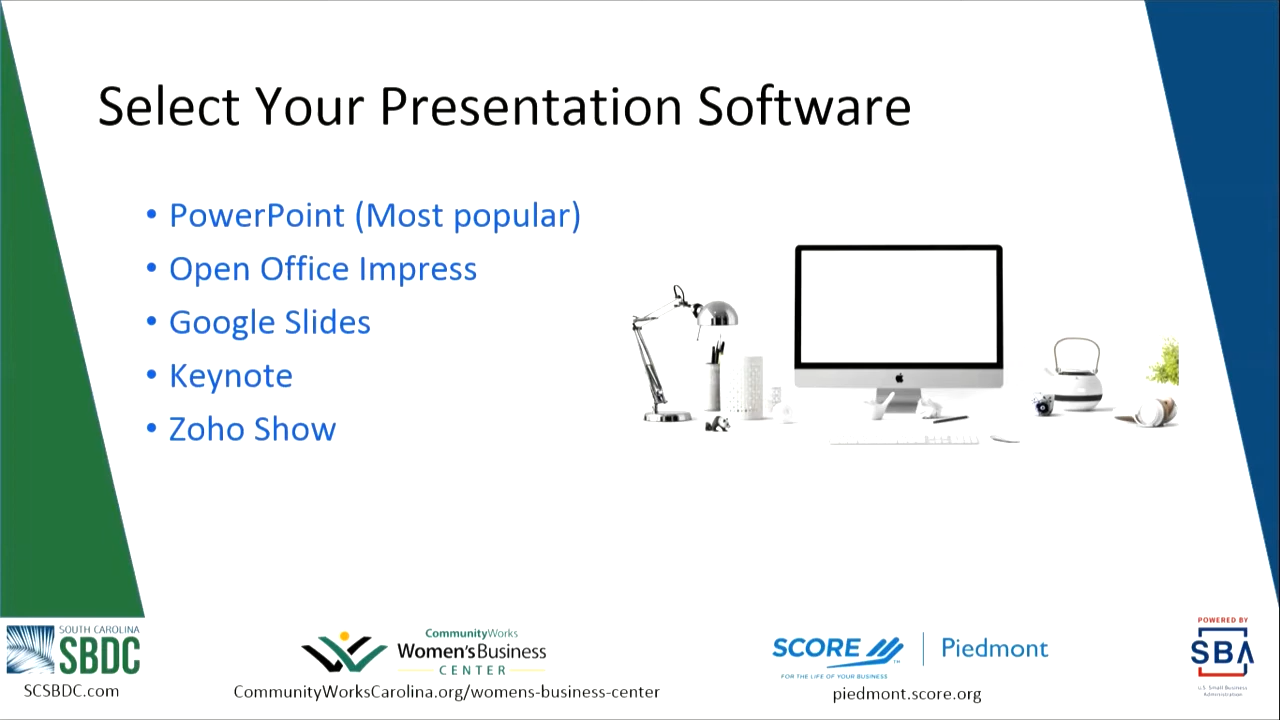 Select Your Presentation Software
• PowerPoint (Most popular)
• Open Office Impress
• Google Slides
• Keynote
• Zoho Show
SOUTH CAROLINA
SBDC
SCSBDC.com
CommunityWorks
Women'sBusiness
CENTER
CommunityWorksCarolina.org/womens-business-center
SCORE
FOR THE LIFE OF YOUR BUSINESS
Piedmont
piedmont.score.org
POWERED BY
SBA
U.S. Small Business
Administration